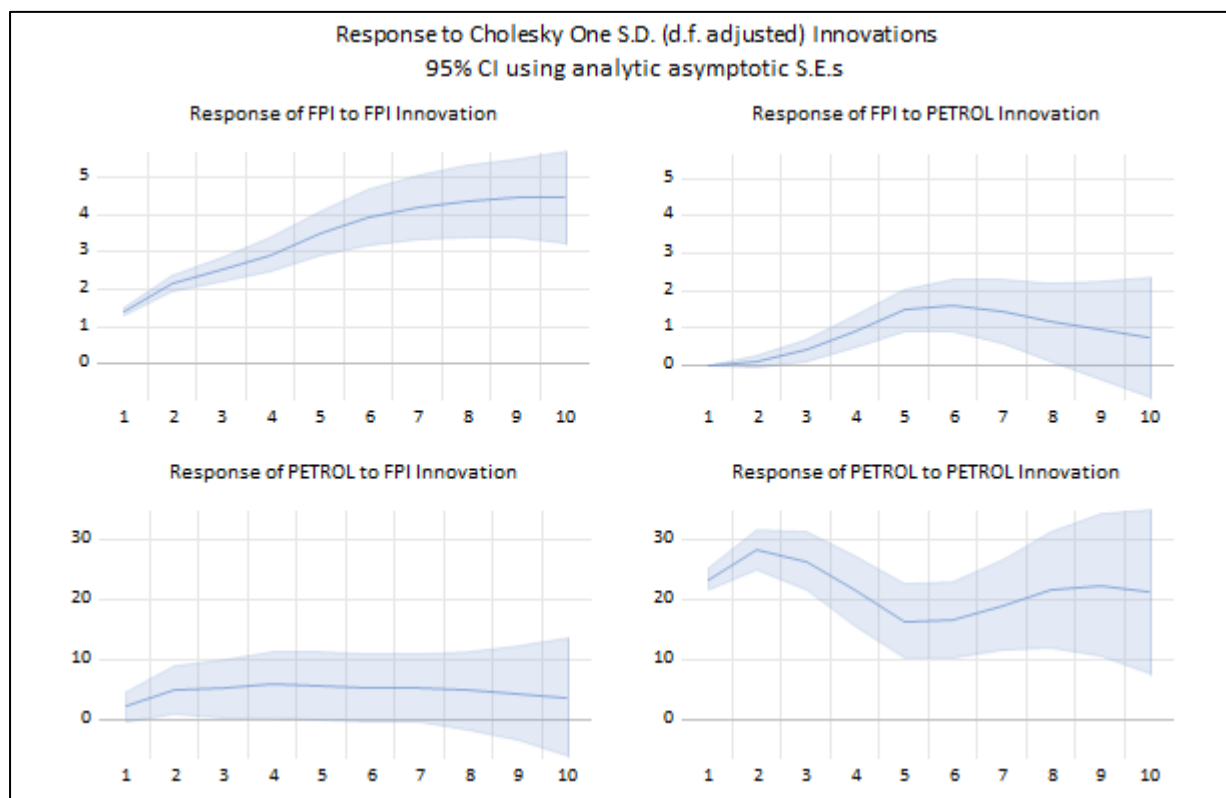 Response to Cholesky One S.D. (d.f. adjusted) Innovations
95% CI using analytic asymptotic S.E.s
Response of FPI to FPI Innovation
5
4
3
2
1
0
1 2 3 4 5 6 7 8 9 10
Response of FPI to PETROL Innovation
5
4
3
2
1
0
1 2 3 4 5 6 7 8 9 10
Response of PETROL to FPI Innovation
30
20
10
0
1 2 3 4 5 6 7 8 9 10
Response of PETROL to PETROL Innovation
30
20
10
0
1 2 3 4 5 6 7 8 9 10